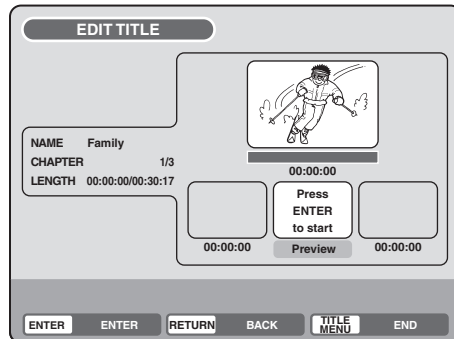 EDIT TITLE
NAME Family
CHAPTER 1/3
LENGTH 00:00:00/00:30:17
00:00:00
Press
ENTER
to start
00:00:00 Preview 00:00:00
ENTER ENTER RETURN BACK TITLE MENU END